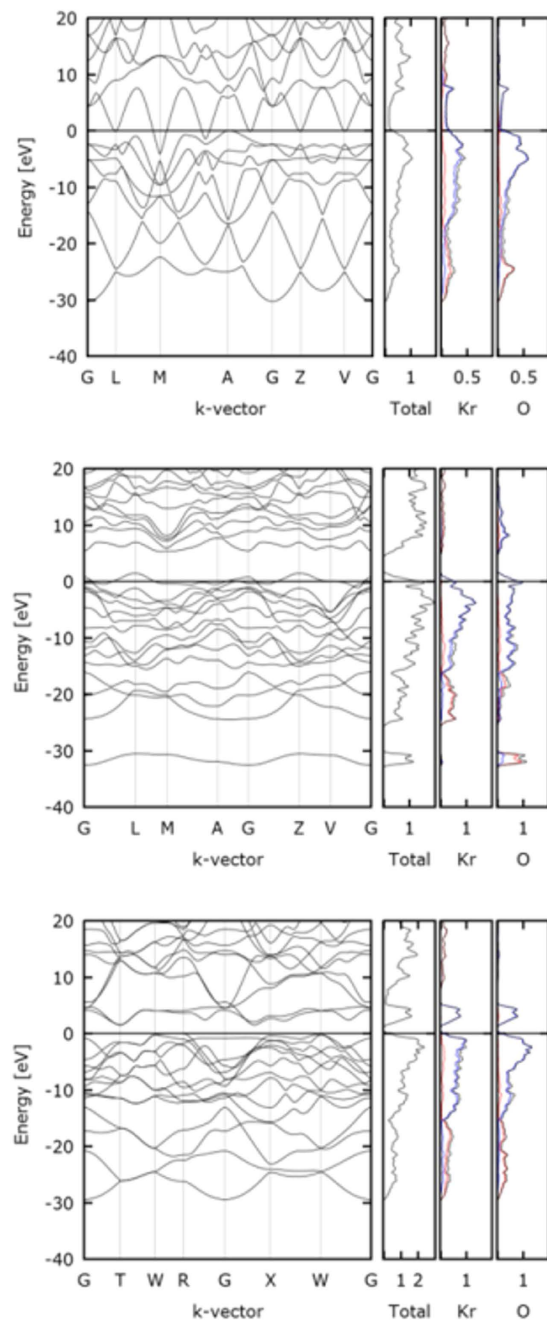 20
10
0
-10
-20
-30
-40
Energy [eV]
G L M A G Z V G
k-vector
1
Total
0.5
Kr
0.5
O
20
10
0
-10
-20
-30
-40
Energy [eV]
G L M A G Z V G
k-vector
1
Total
1
Kr
1
O
20
10
0
-10
-20
-30
-40
Energy [eV]
G T W R G X W G
k-vector
1 2
Total
1
Kr
1
O